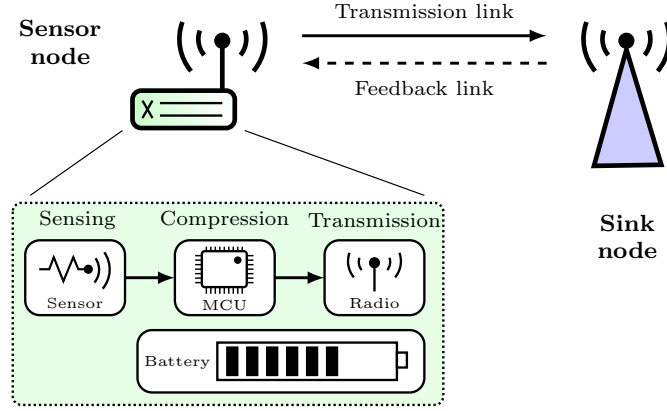 Sensor
node
Transmission link
Feedback link
Sensing
Compression
Transmission
Sensor
MCU
Radio
Battery
Sink
node